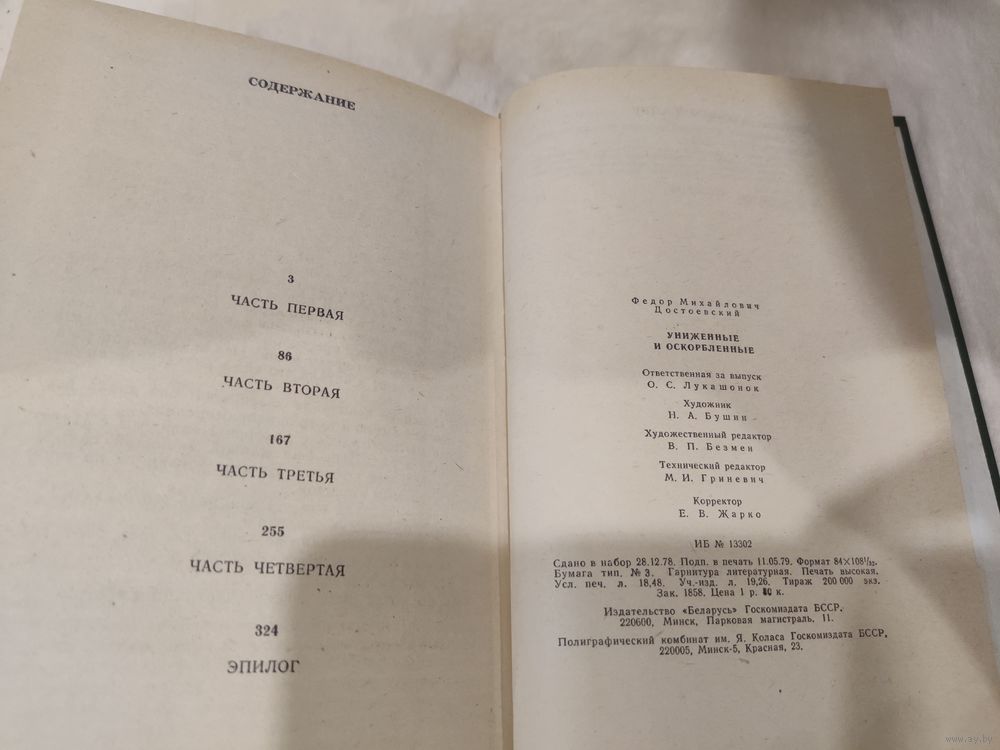 СОДЕРЖАНИЕ
3
ЧАСТЬ ПЕРВАЯ
86
ЧАСТЬ ВТОРАЯ
167
ЧАСТЬ ТРЕТЬЯ
255
ЧАСТЬ ЧЕТВЕРТАЯ
324
ЭПИЛОГ
Федор Михайлович
Достоевский
УНИЖЕННЫЕ
И ОСКОРБЛЕННЫЕ
Ответственная за выпуск
О. С. Лукашонок
Художник
Н. А. Бушин
Художественный редактор
В. П. Безмен
Технический редактор
М. И. Гриневич
Корректор
Е. В. Жарко
ИБ № 13302
Сдано в набор 28.12.78. Подп. в печать 11.05.79. Формат 84×108¹/₃₂.
Бумага тип. № 3. Гарнитура литературная. Печать высокая.
Усл. печ. л. 18,48. Уч.-изд. л. 19,26. Тираж 200 000 экз.
Зак. 1858. Цена 1 р. к.
Издательство «Беларусь» Госкомиздата БССР.
220600, Минск, Парковая магистраль, 11.
Полиграфический комбинат им. Я. Коласа Госкомиздата БССР,
220005, Минск-5, Красная, 23.
www.ay.by